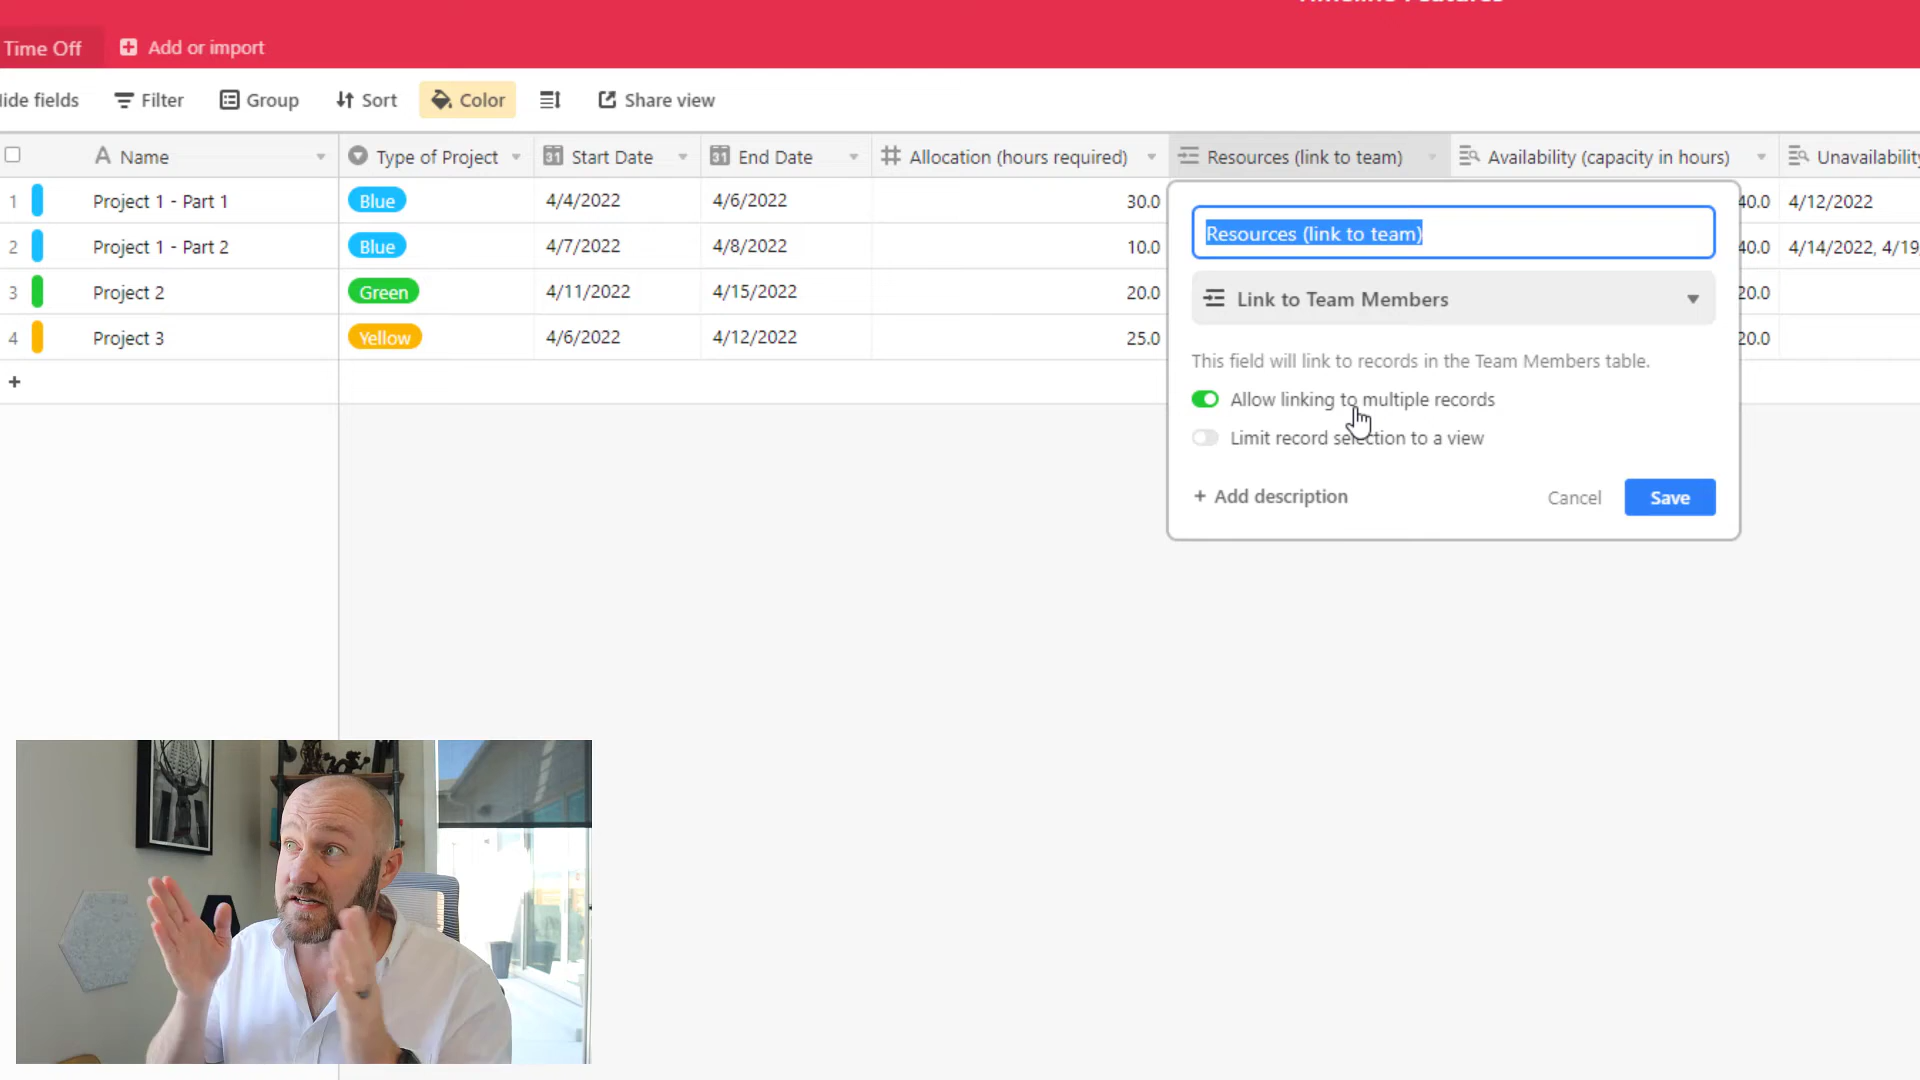 Timeline Features
Time Off
Add or import
ide fields
Filter
Group
Sort
Color
Share view
Name
Type of Project
Start Date
End Date
Allocation (hours required)
Resources (link to team)
Availability (capacity in hours)
Unavailability
1 Project 1 - Part 1 Blue 4/4/2022 4/6/2022 30.0 40.0 4/12/2022
2 Project 1 - Part 2 Blue 4/7/2022 4/8/2022 10.0 40.0 4/14/2022, 4/19
3 Project 2 Green 4/11/2022 4/15/2022 20.0 20.0
4 Project 3 Yellow 4/6/2022 4/12/2022 25.0 20.0
+
Resources (link to team)
Link to Team Members
This field will link to records in the Team Members table.
Allow linking to multiple records
Limit record selection to a view
+ Add description
Cancel
Save